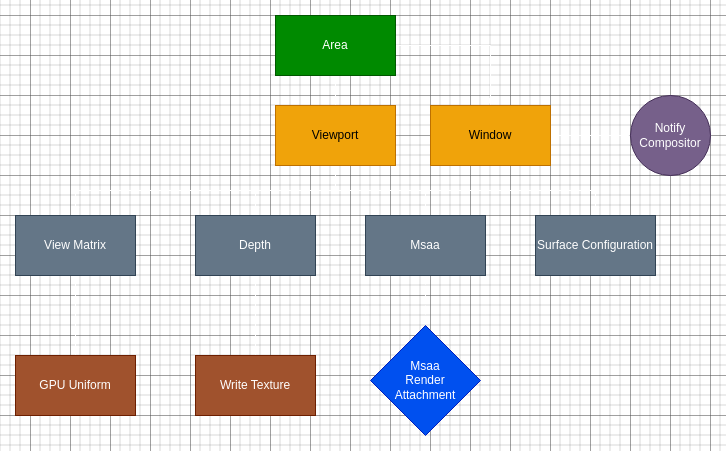 Area
Viewport
Window
Notify
Compositor
View Matrix
Depth
Msaa
Surface Configuration
GPU Uniform
Write Texture
Msaa
Render
Attachment